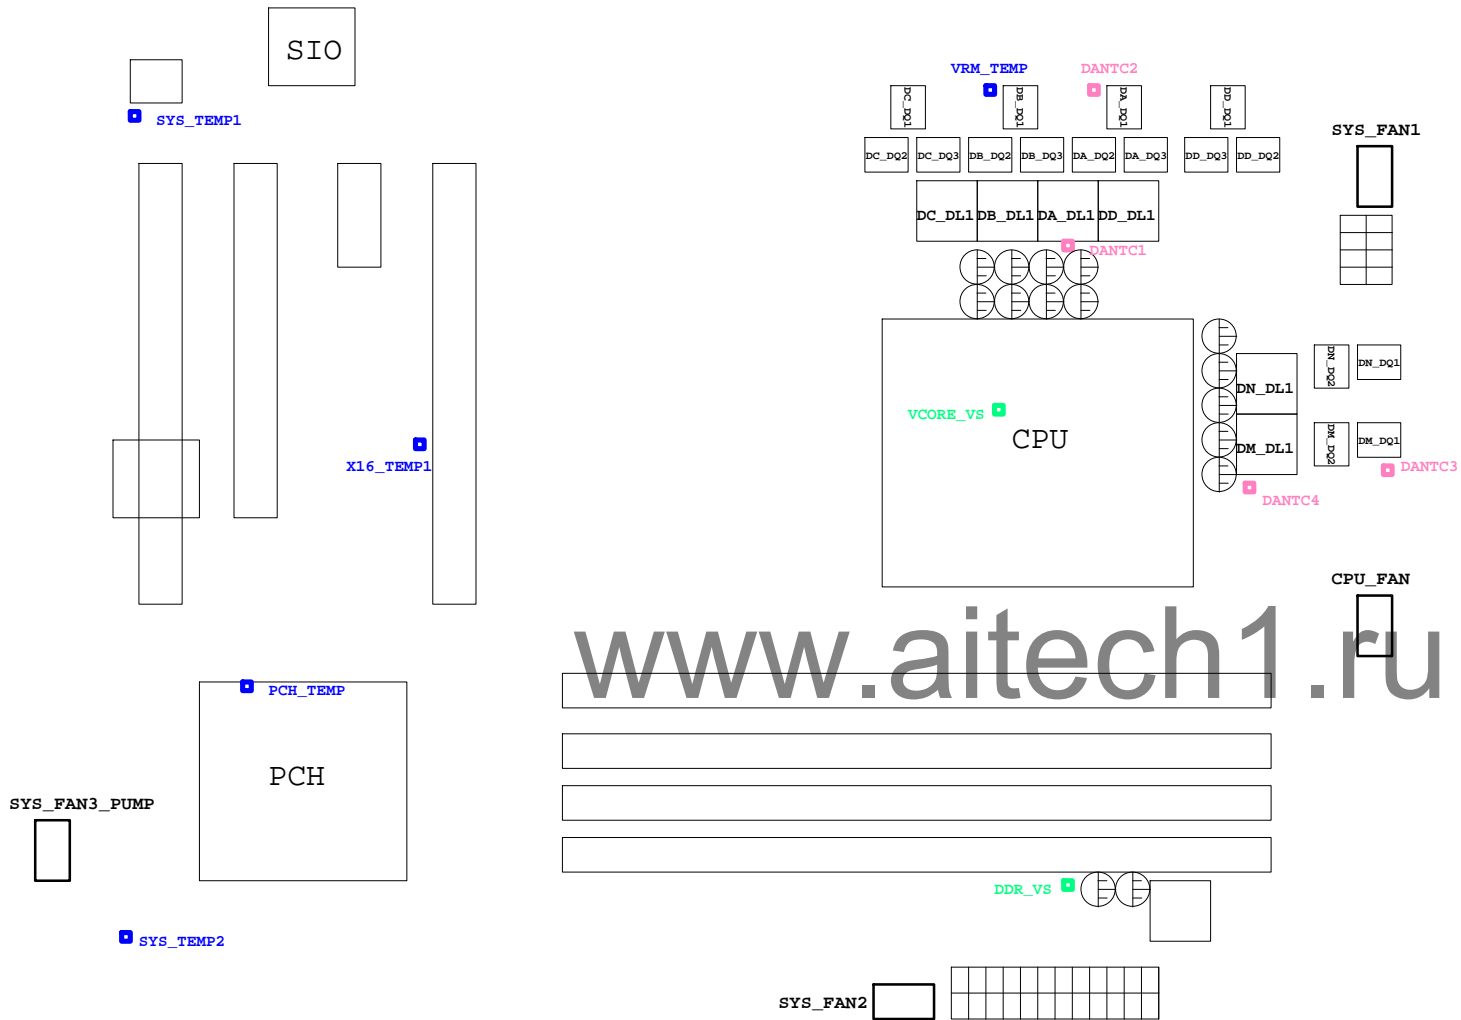 SIO
VRM_TEMP
DANTC2
SYS_TEMP1
DC_DQ1
DB_DQ1
DA_DQ1
DD_DQ1
SYS_FAN1
DC_DQ2
DC_DQ3
DB_DQ2
DB_DQ3
DA_DQ2
DA_DQ3
DD_DQ3
DD_DQ2
DC_DL1
DB_DL1
DA_DL1
DD_DL1
DANTC1
DN_DL1
DN_DQ2
DN_DQ1
VCORE_VS
CPU
DM_DL1
DM_DQ2
DM_DQ1
X16_TEMP1
DANTC3
DANTC4
CPU_FAN
www.aitech1.ru
PCH_TEMP
PCH
SYS_FAN3_PUMP
DDR_VS
SYS_TEMP2
SYS_FAN2